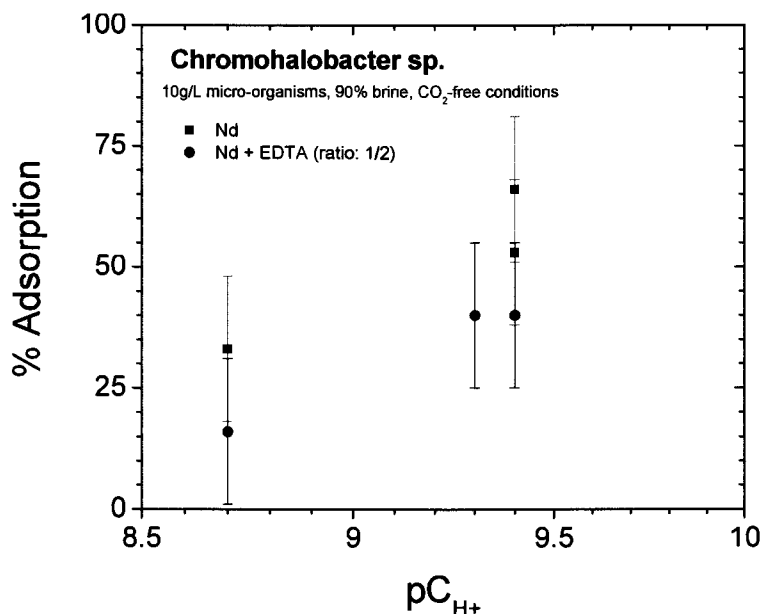 100
75
50
25
0
% Adsorption
Chromohalobacter sp.
10g/L micro-organisms, 90% brine, CO₂-free conditions
Nd
Nd + EDTA (ratio: 1/2)
8.5 9 9.5 10
pC_H+